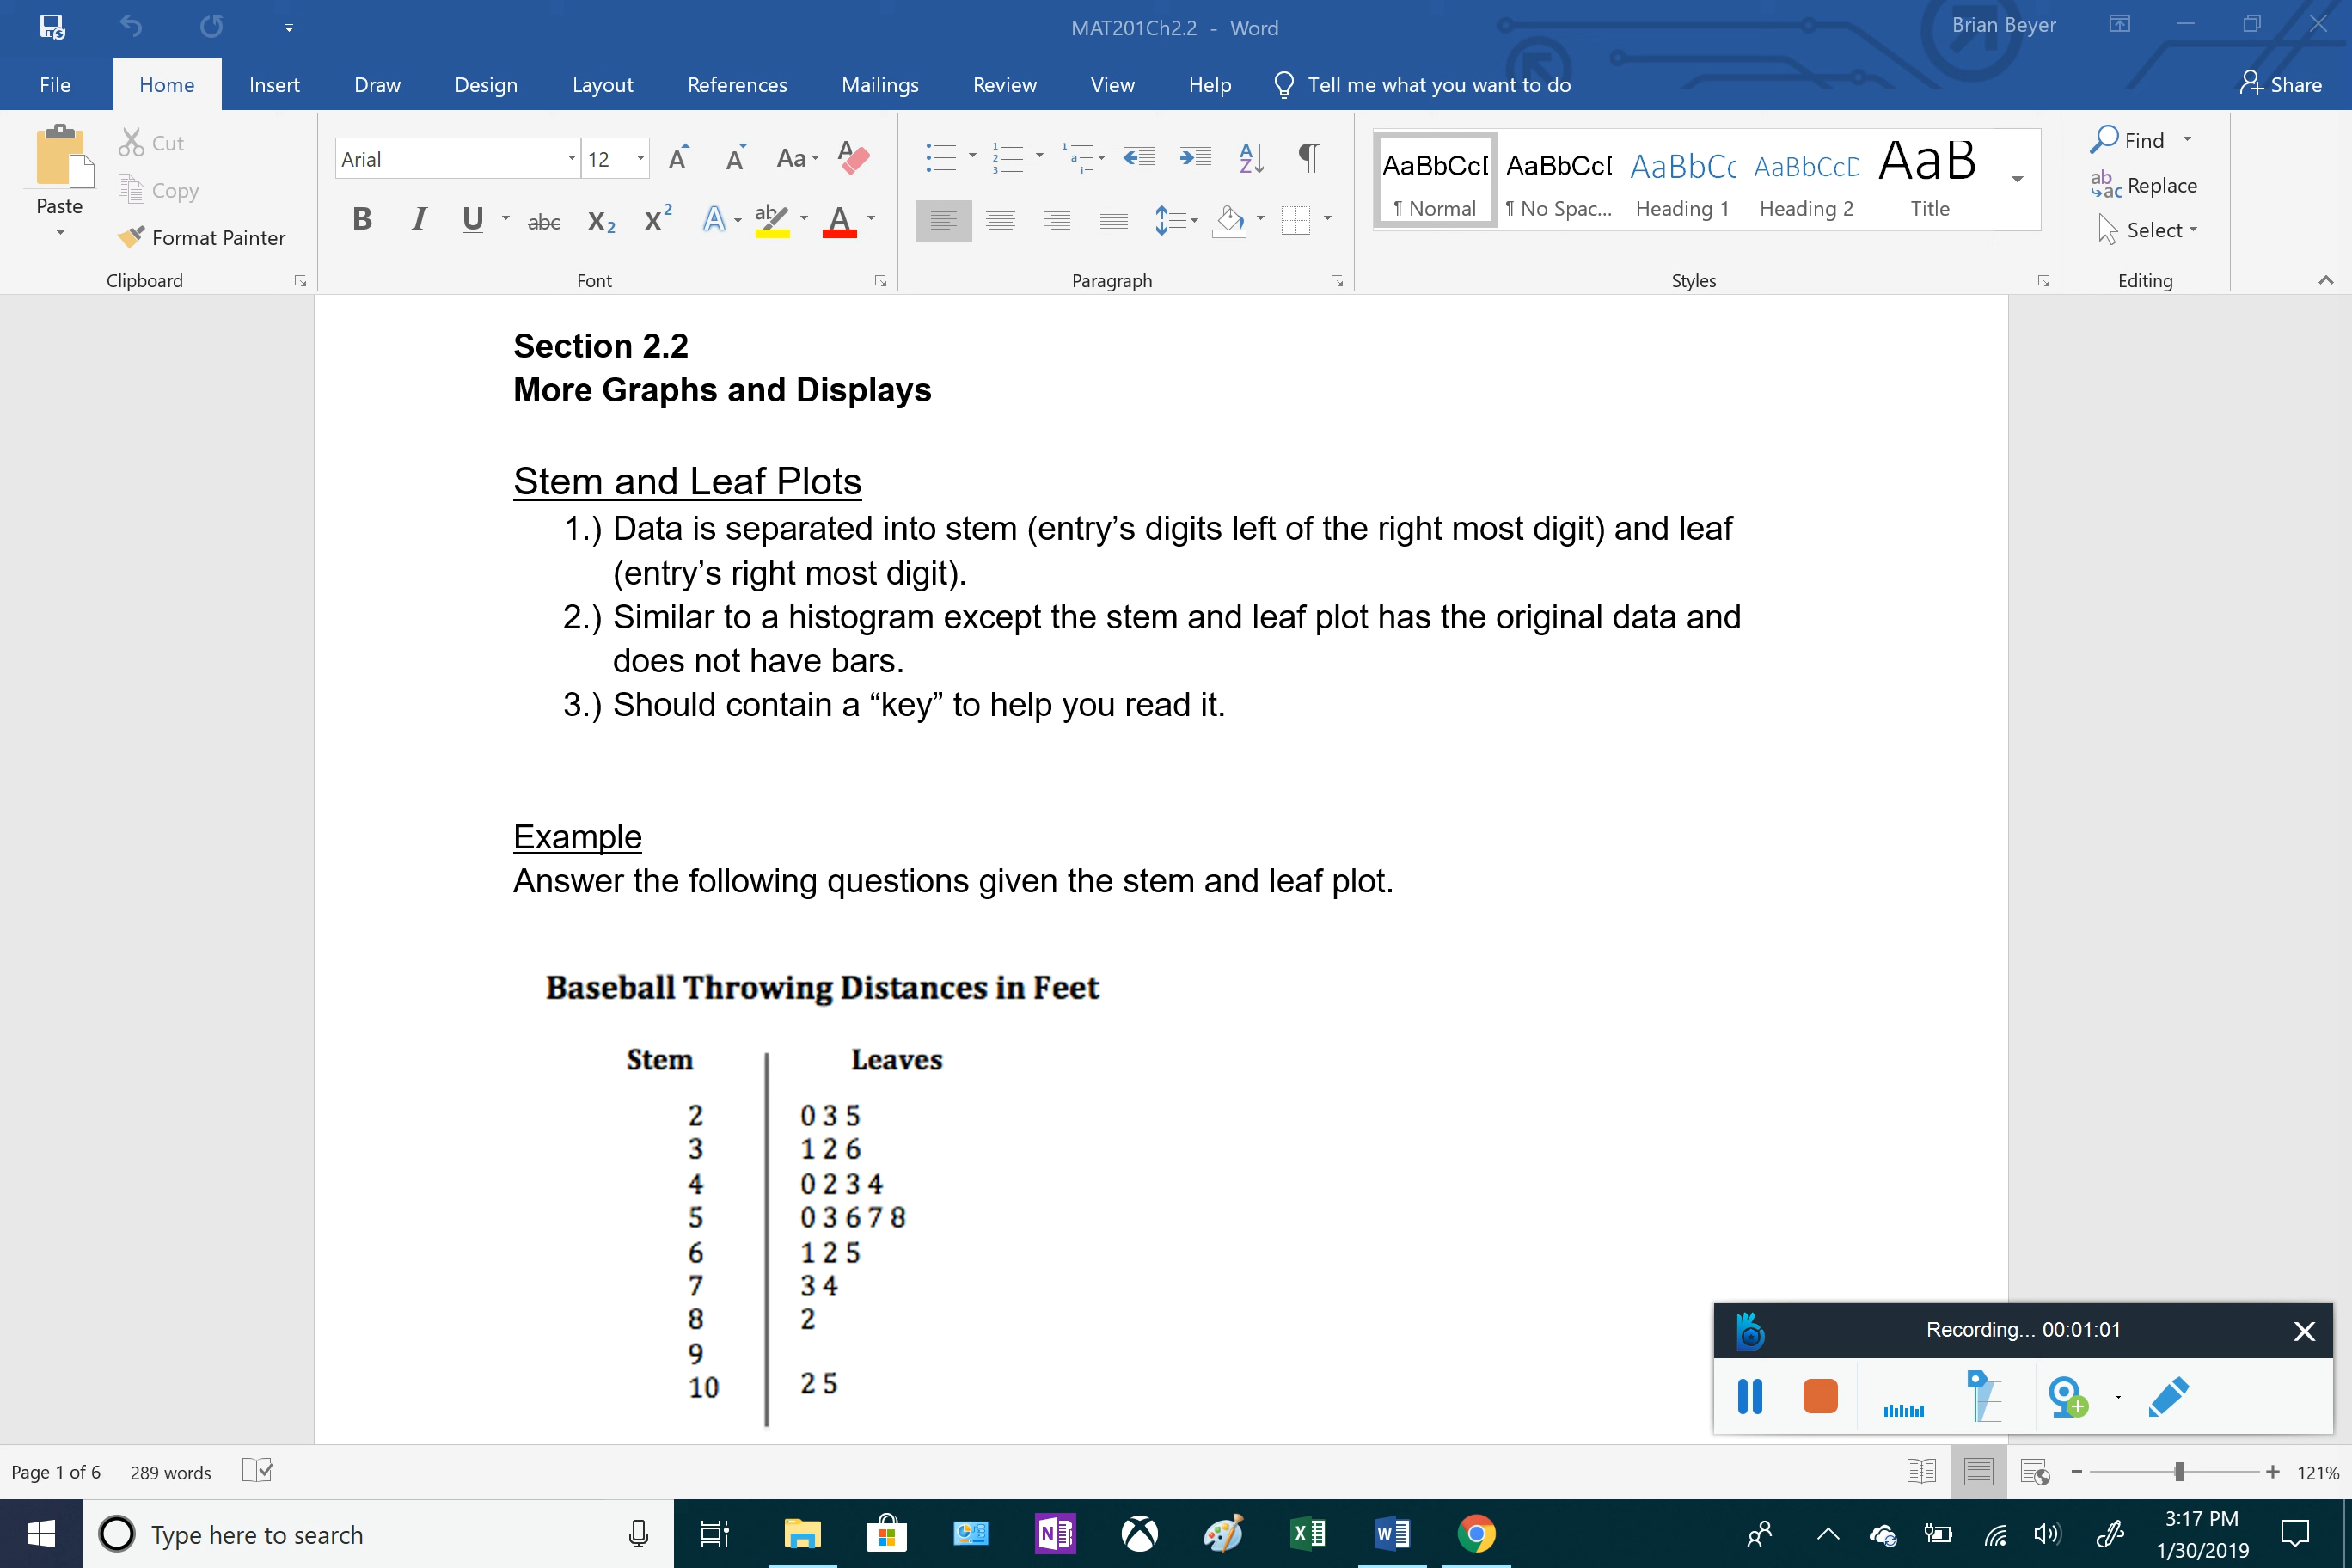 MAT201Ch2.2 - Word
Brian Beyer
File Home Insert Draw Design Layout References Mailings Review View Help Tell me what you want to do Share
Paste
Cut
Copy
Format Painter
Clipboard
Arial 12
Aa
B I U abc X2 X2 A ab A
Font
Paragraph
AaBbCcI AaBbCcI AaBbCc AaBbCcD AaB
¶ Normal ¶ No Spac... Heading 1 Heading 2 Title
Styles
Find
Replace
Select
Editing
Section 2.2
More Graphs and Displays
Stem and Leaf Plots
1.) Data is separated into stem (entry’s digits left of the right most digit) and leaf
(entry’s right most digit).
2.) Similar to a histogram except the stem and leaf plot has the original data and
does not have bars.
3.) Should contain a “key” to help you read it.
Example
Answer the following questions given the stem and leaf plot.
Baseball Throwing Distances in Feet
Stem Leaves
2 0 3 5
3 1 2 6
4 0 2 3 4
5 0 3 6 7 8
6 1 2 5
7 3 4
8 2
9
10 2 5
Recording... 00:01:01
Page 1 of 6 289 words
121%
Type here to search
3:17 PM
1/30/2019